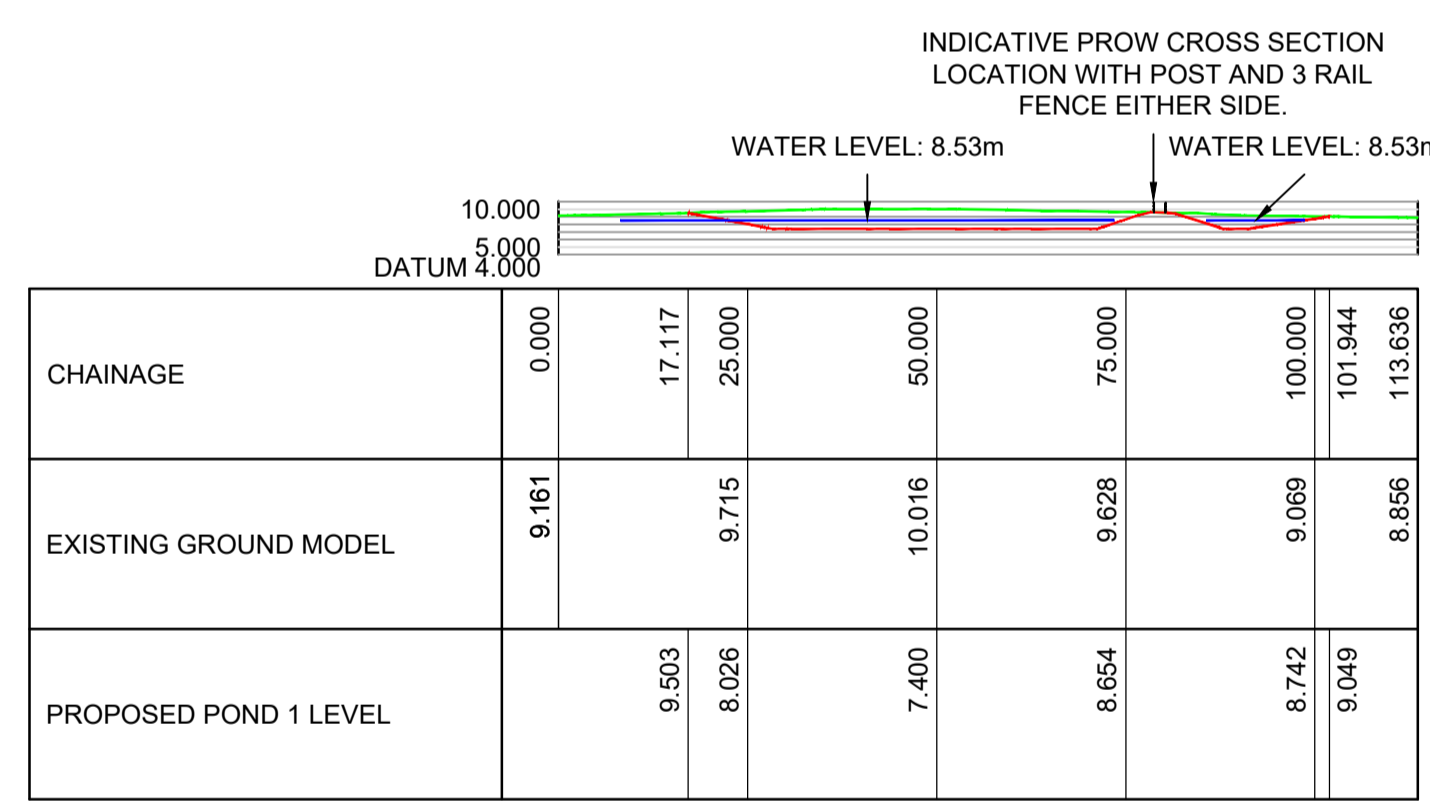 INDICATIVE PROW CROSS SECTION
LOCATION WITH POST AND 3 RAIL
FENCE EITHER SIDE.
WATER LEVEL: 8.53m
WATER LEVEL: 8.53m
10.000
5.000
DATUM 4.000
CHAINAGE 0.000 17.117 25.000 50.000 75.000 100.000 101.944 113.636
EXISTING GROUND MODEL 9.161 9.715 10.016 9.628 9.069 8.856
PROPOSED POND 1 LEVEL 9.503 8.026 7.400 8.654 8.742 9.049